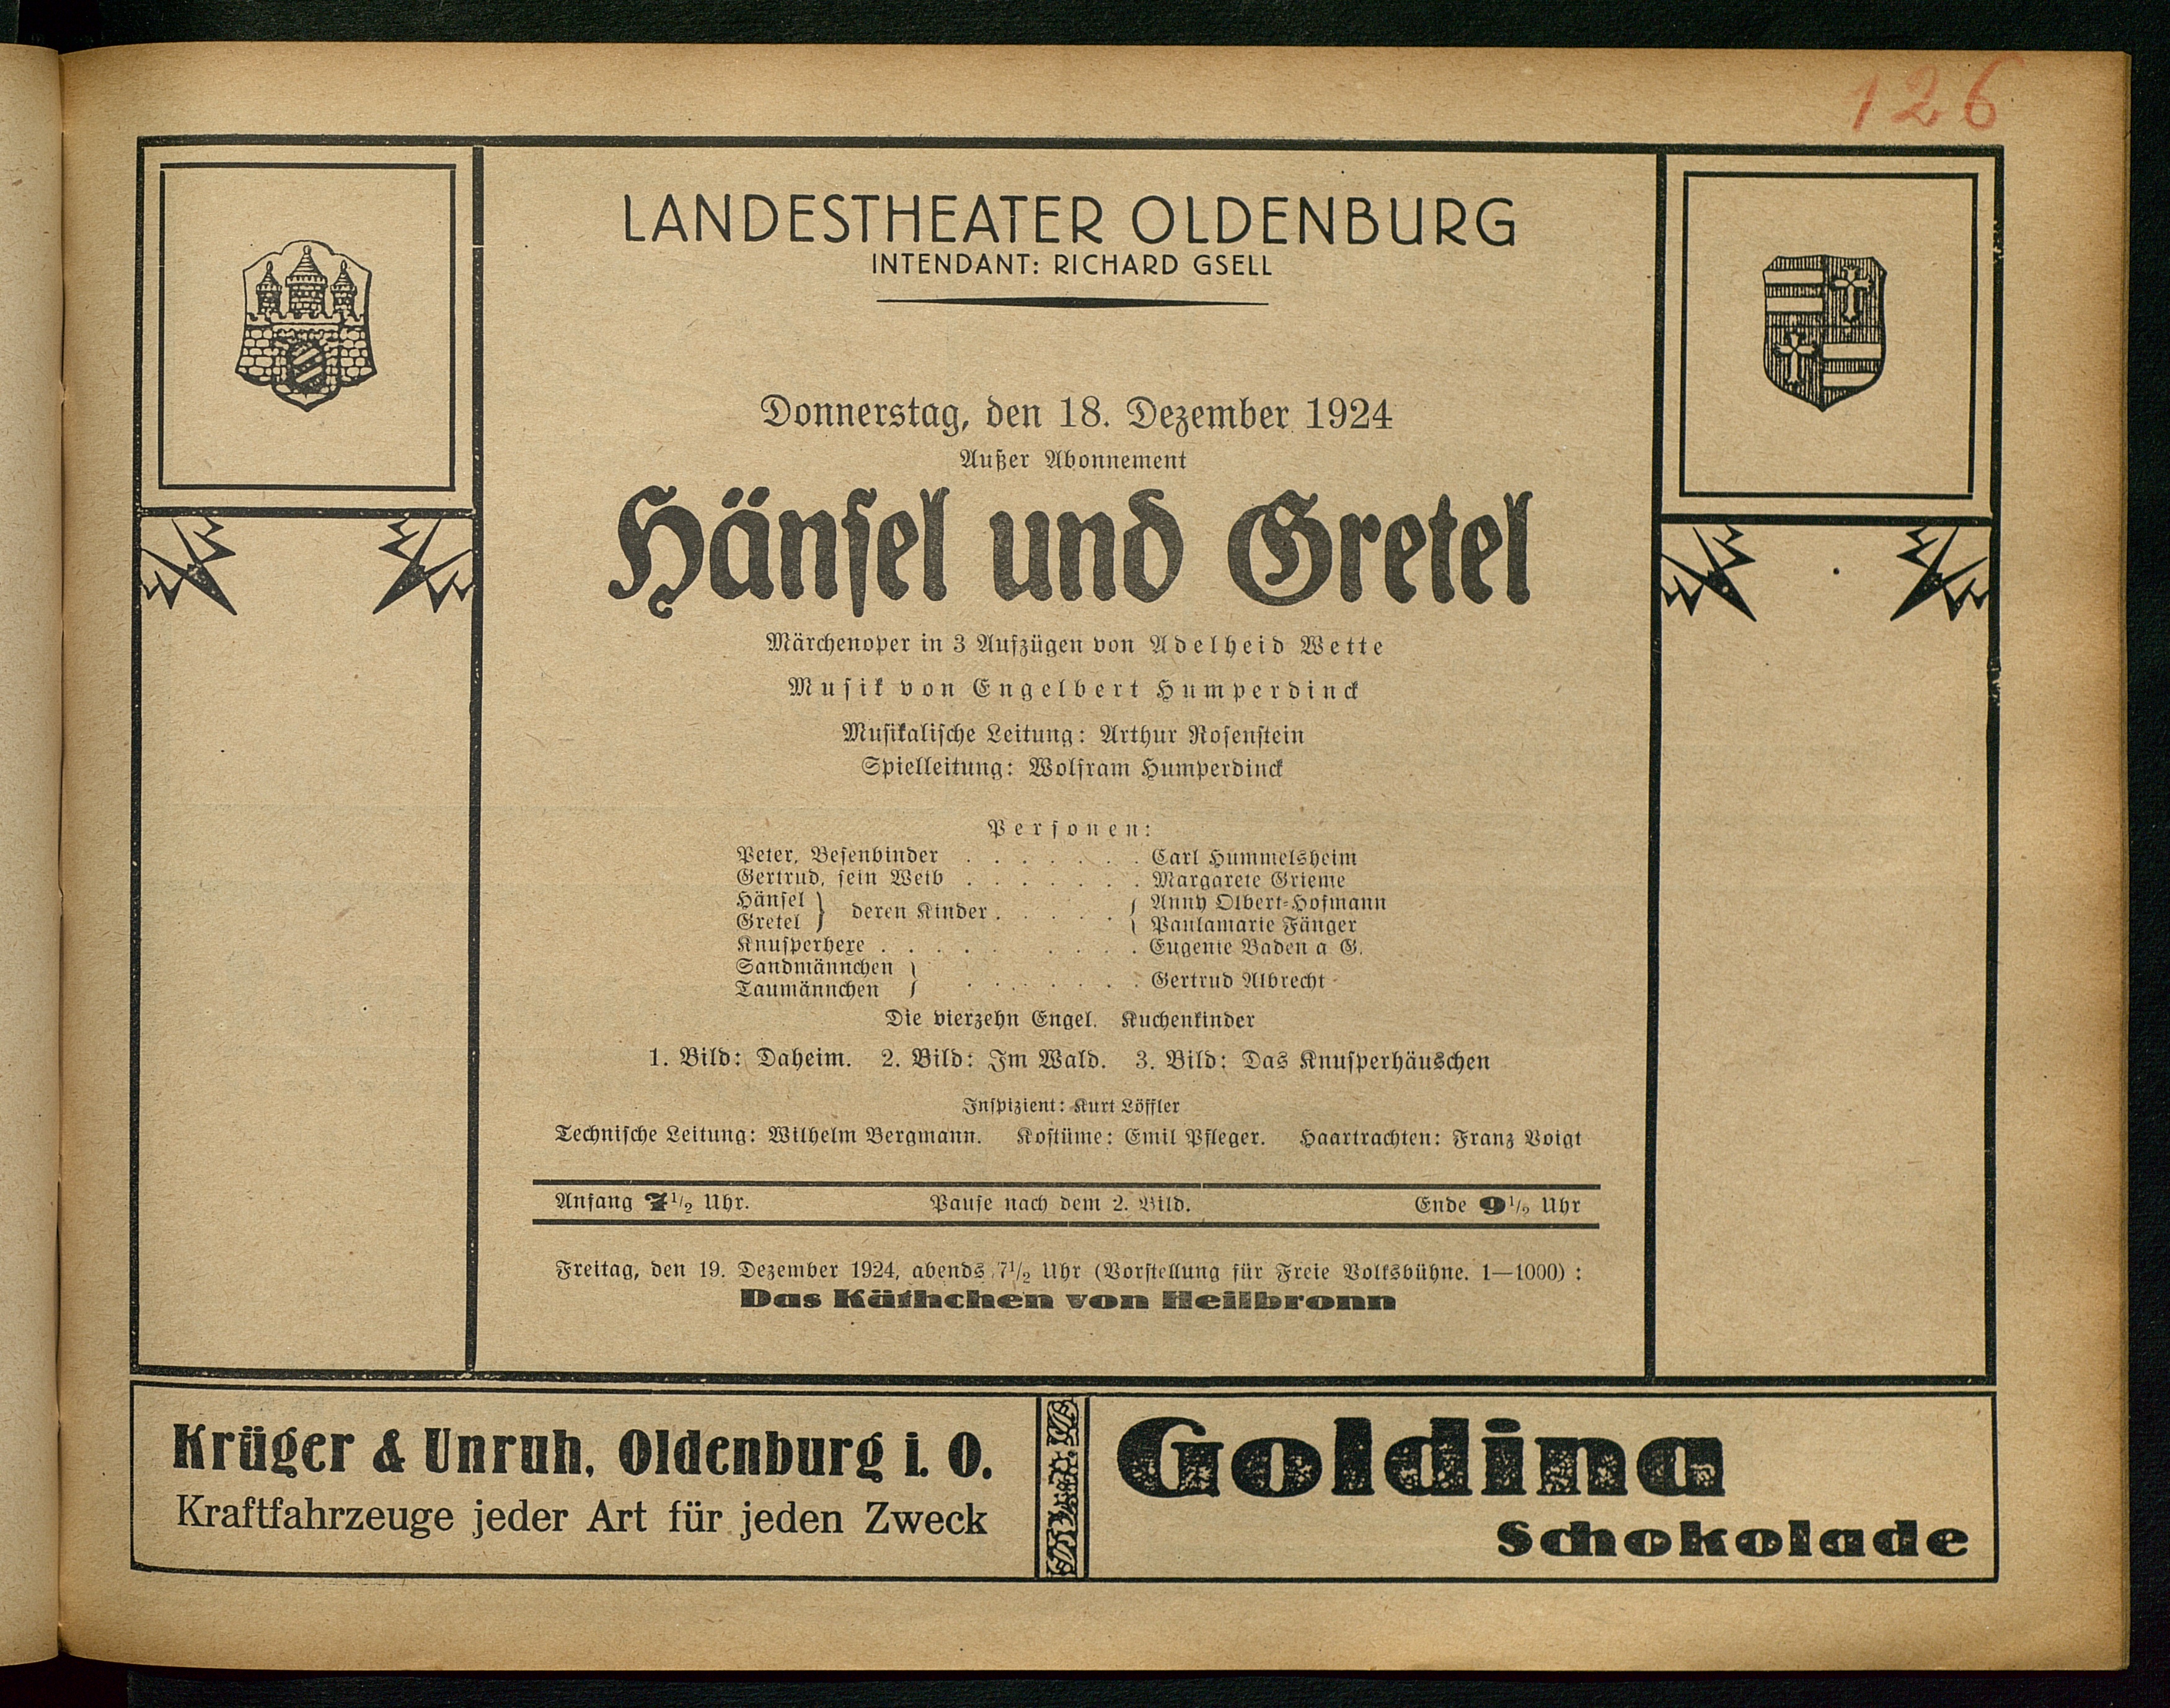 126
LANDESTHEATER OLDENBURG
INTENDANT: RICHARD GSELL
Donnerstag, den 18. Dezember 1924
Außer Abonnement
Hänsel und Gretel
Märchenoper in 3 Aufzügen von Adelheid Wette
Musik von Engelbert Humperdinck
Musikalische Leitung: Arthur Rosenstein
Spielleitung: Wolfram Humperdinck
Personen:
Peter, Besenbinder . . . . . . . Carl Hummelsheim
Gertrud, sein Weib . . . . . . . Margarete Grieme
Hänsel } deren Kinder . . . . . { Anny Olbert-Hofmann
Gretel } { Paulamarie Fänger
Knusperhexe . . . . . . . . . Eugenie Baden a. G.
Sandmännchen }
Taumännchen } . . . . . . . Gertrud Albrecht
Die vierzehn Engel. Kuchenkinder
1. Bild: Daheim. 2. Bild: Im Wald. 3. Bild: Das Knusperhäuschen
Inspizient: Kurt Löffler
Technische Leitung: Wilhelm Bergmann. Kostüme: Emil Pfleger. Haartrachten: Franz Voigt
Anfang 7 1/2 Uhr. Pause nach dem 2. Bild. Ende 9 1/2 Uhr
Freitag, den 19. Dezember 1924, abends 7 1/2 Uhr (Vorstellung für Freie Volksbühne. 1—1000) :
Das Käthchen von Heilbronn
Krüger & Unruh, Oldenburg i. O.
Kraftfahrzeuge jeder Art für jeden Zweck
Goldina
Schokolade